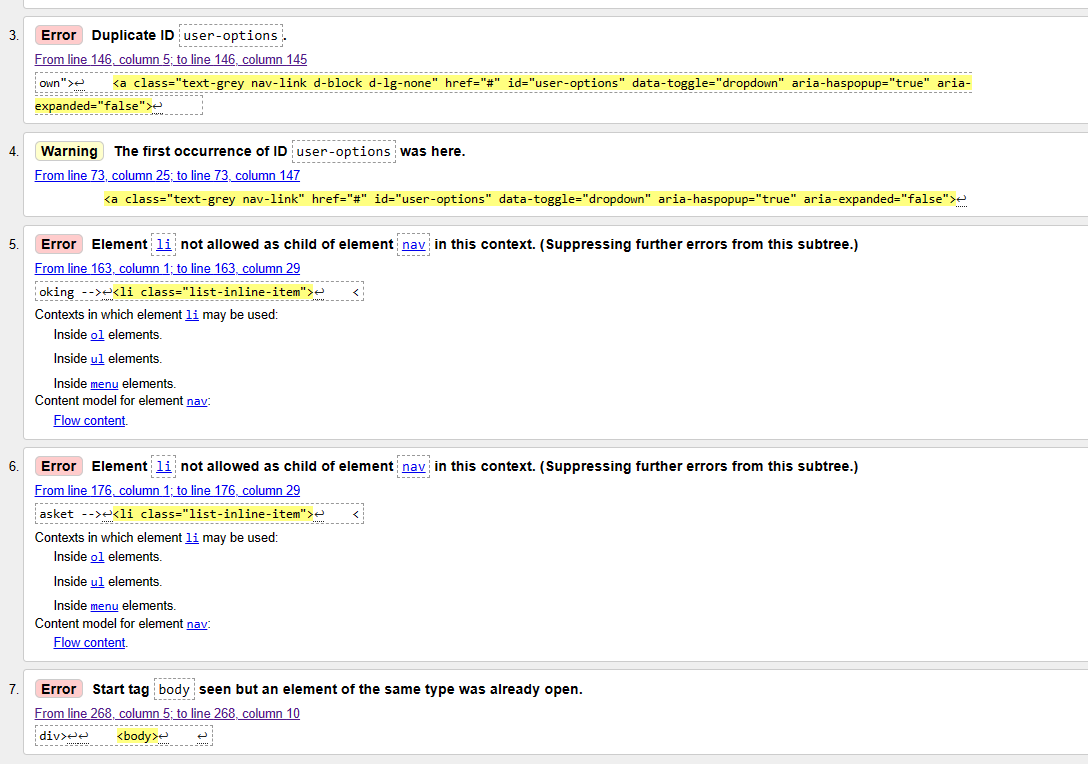 3. Error Duplicate ID user-options.
From line 146, column 5; to line 146, column 145
own">↩    <a class="text-grey nav-link d-block d-lg-none" href="#" id="user-options" data-toggle="dropdown" aria-haspopup="true" aria-
expanded="false">↩
4. Warning The first occurrence of ID user-options was here.
From line 73, column 25; to line 73, column 147
<a class="text-grey nav-link" href="#" id="user-options" data-toggle="dropdown" aria-haspopup="true" aria-expanded="false">↩
5. Error Element li not allowed as child of element nav in this context. (Suppressing further errors from this subtree.)
From line 163, column 1; to line 163, column 29
oking -->↩<li class="list-inline-item">↩    <
Contexts in which element li may be used:
Inside ol elements.
Inside ul elements.
Inside menu elements.
Content model for element nav:
Flow content.
6. Error Element li not allowed as child of element nav in this context. (Suppressing further errors from this subtree.)
From line 176, column 1; to line 176, column 29
asket -->↩<li class="list-inline-item">↩    <
Contexts in which element li may be used:
Inside ol elements.
Inside ul elements.
Inside menu elements.
Content model for element nav:
Flow content.
7. Error Start tag body seen but an element of the same type was already open.
From line 268, column 5; to line 268, column 10
div>↩↩    <body>↩    ↩